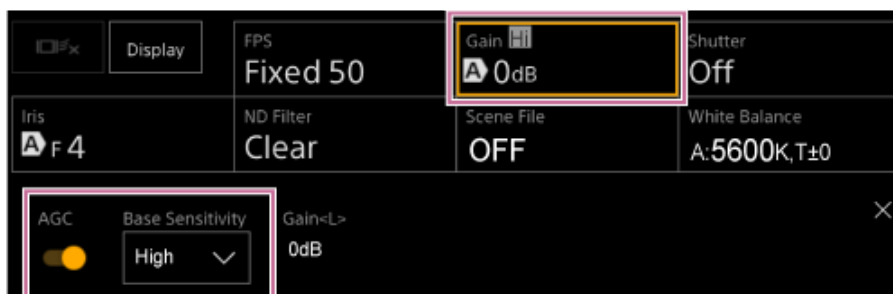 Display
FPS
Fixed 50
Gain Hi
A 0dB
Shutter
Off
Iris
A F 4
ND Filter
Clear
Scene File
OFF
White Balance
A:5600K,T±0
AGC
Base Sensitivity
High
Gain<L>
0dB